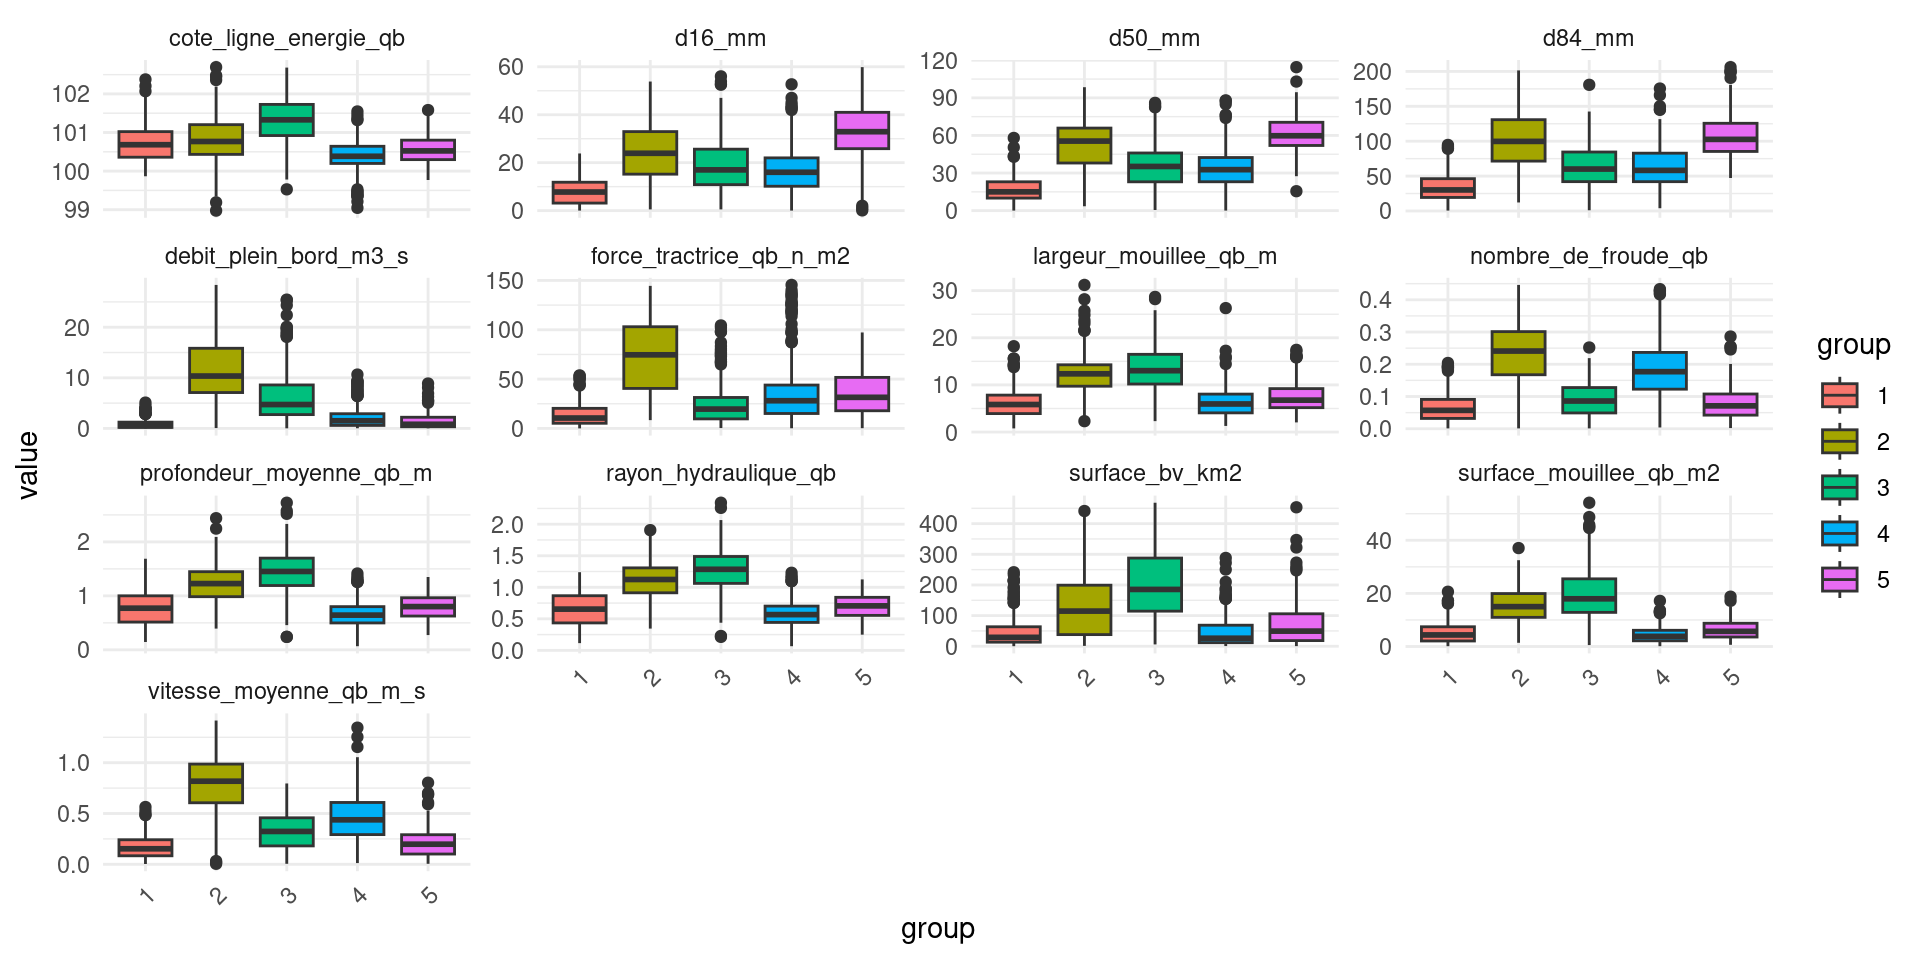 cote_ligne_energie_qb
d16_mm
d50_mm
d84_mm
102
101
100
99
60
40
20
0
120
90
60
30
0
200
150
100
50
0
debit_plein_bord_m3_s
force_tractrice_qb_n_m2
largeur_mouillee_qb_m
nombre_de_froude_qb
20
10
0
150
100
50
0
30
20
10
0
0.4
0.3
0.2
0.1
0.0
profondeur_moyenne_qb_m
rayon_hydraulique_qb
surface_bv_km2
surface_mouillee_qb_m2
2
1
0
2.0
1.5
1.0
0.5
0.0
400
300
200
100
0
40
20
0
1 2 3 4 5
1 2 3 4 5
1 2 3 4 5
vitesse_moyenne_qb_m_s
1.0
0.5
0.0
1 2 3 4 5
value
group
group
1
2
3
4
5